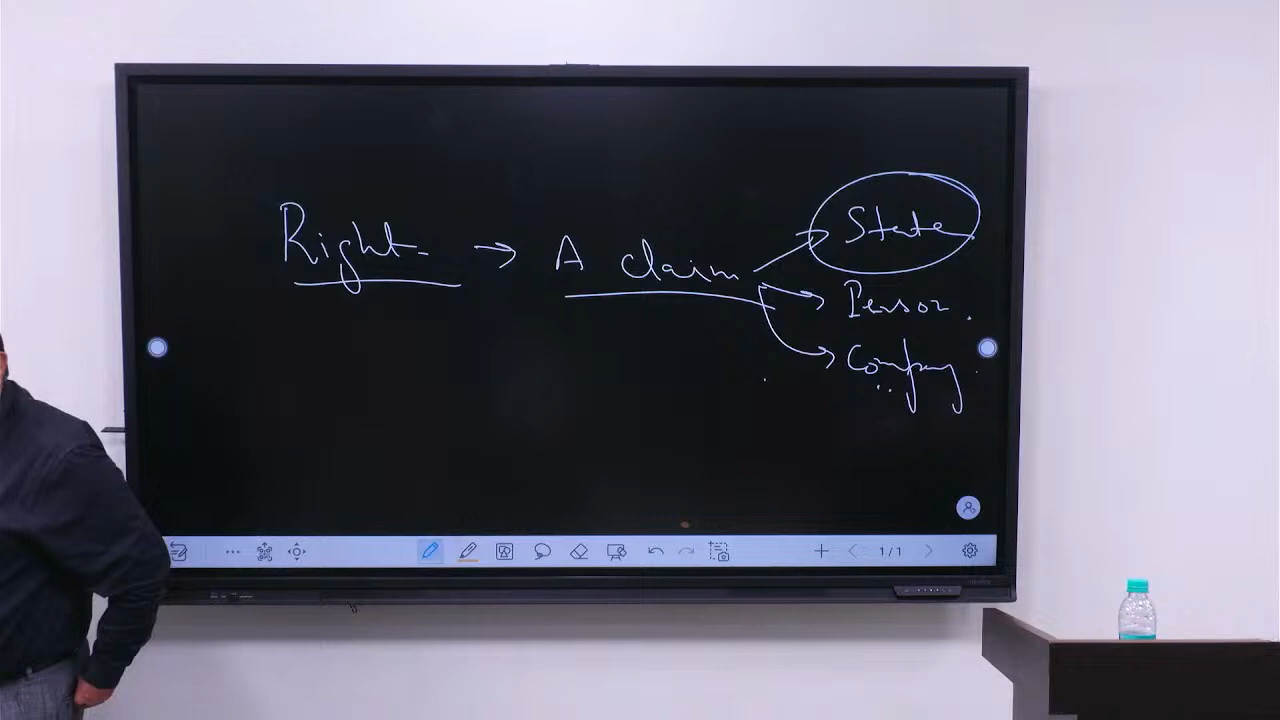 Right → A claim → State
→ Person
→ Company
1/1